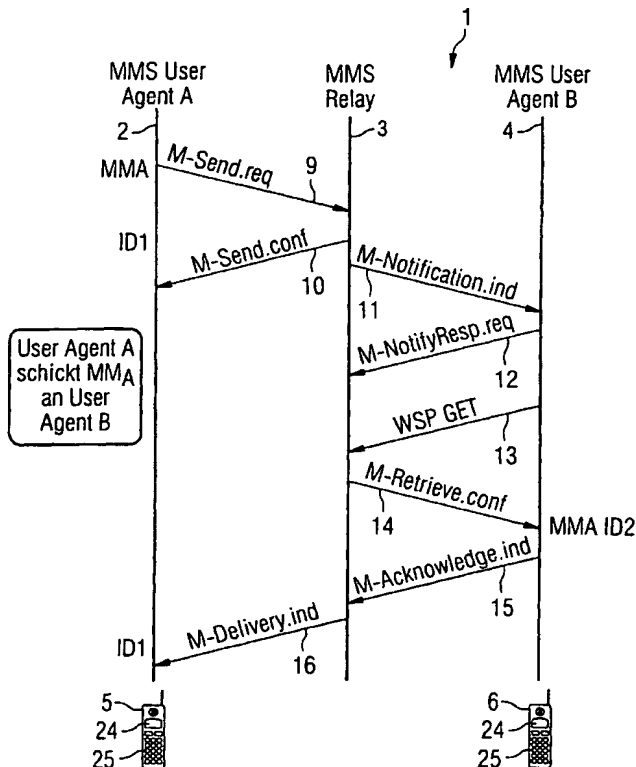 1
MMS User
Agent A
MMS
Relay
MMS User
Agent B
2
3
4
MMA
M-Send.req
9
ID1
M-Send.conf
10
M-Notification.ind
11
User Agent A
schickt MMA
an User
Agent B
M-NotifyResp.req
12
WSP GET
13
M-Retrieve.conf
14
MMA ID2
M-Acknowledge.ind
15
M-Delivery.ind
16
ID1
5
24
25
6
24
25